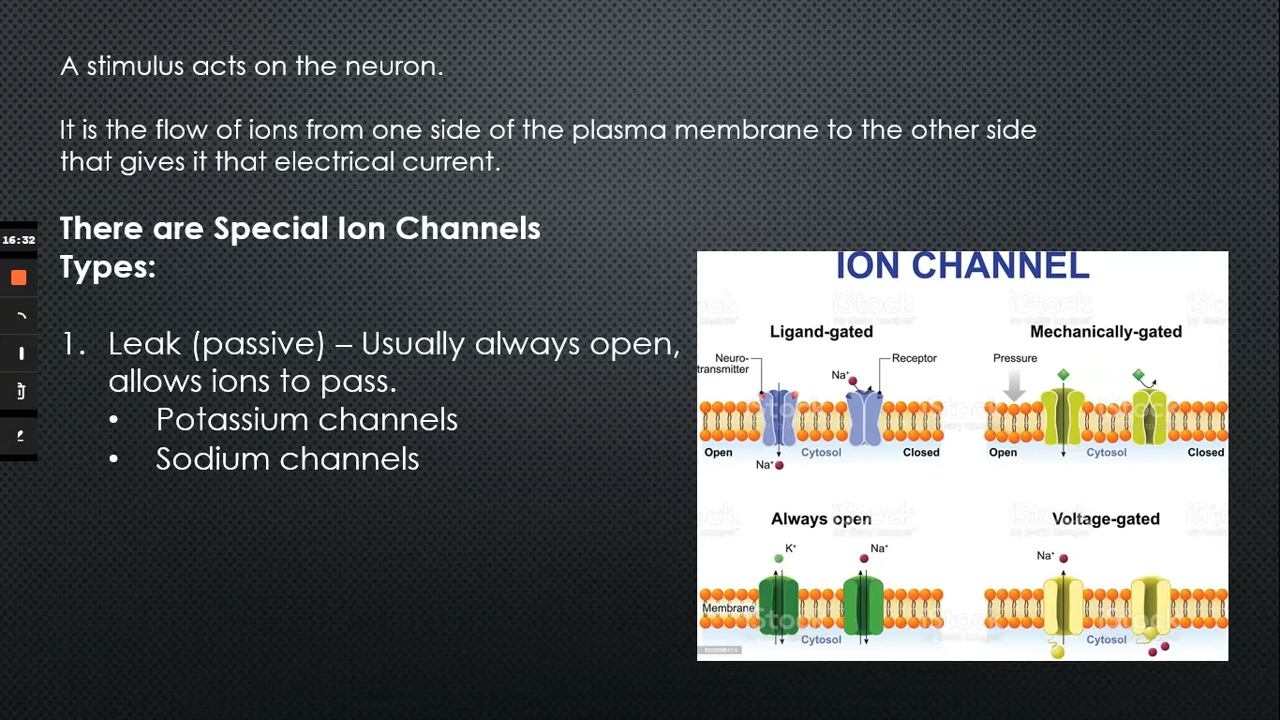 A stimulus acts on the neuron.
It is the flow of ions from one side of the plasma membrane to the other side
that gives it that electrical current.
There are Special Ion Channels
Types:
16:32
1. Leak (passive) – Usually always open,
allows ions to pass.
• Potassium channels
• Sodium channels
ION CHANNEL
iStock
Ligand-gated
Neuro-
transmitter
Na+
Receptor
Open
Cytosol
Closed
Na+
Mechanically-gated
Pressure
Open
Cytosol
Closed
Always open
K+
Na+
Membrane
Cytosol
Voltage-gated
Na+
Cytosol